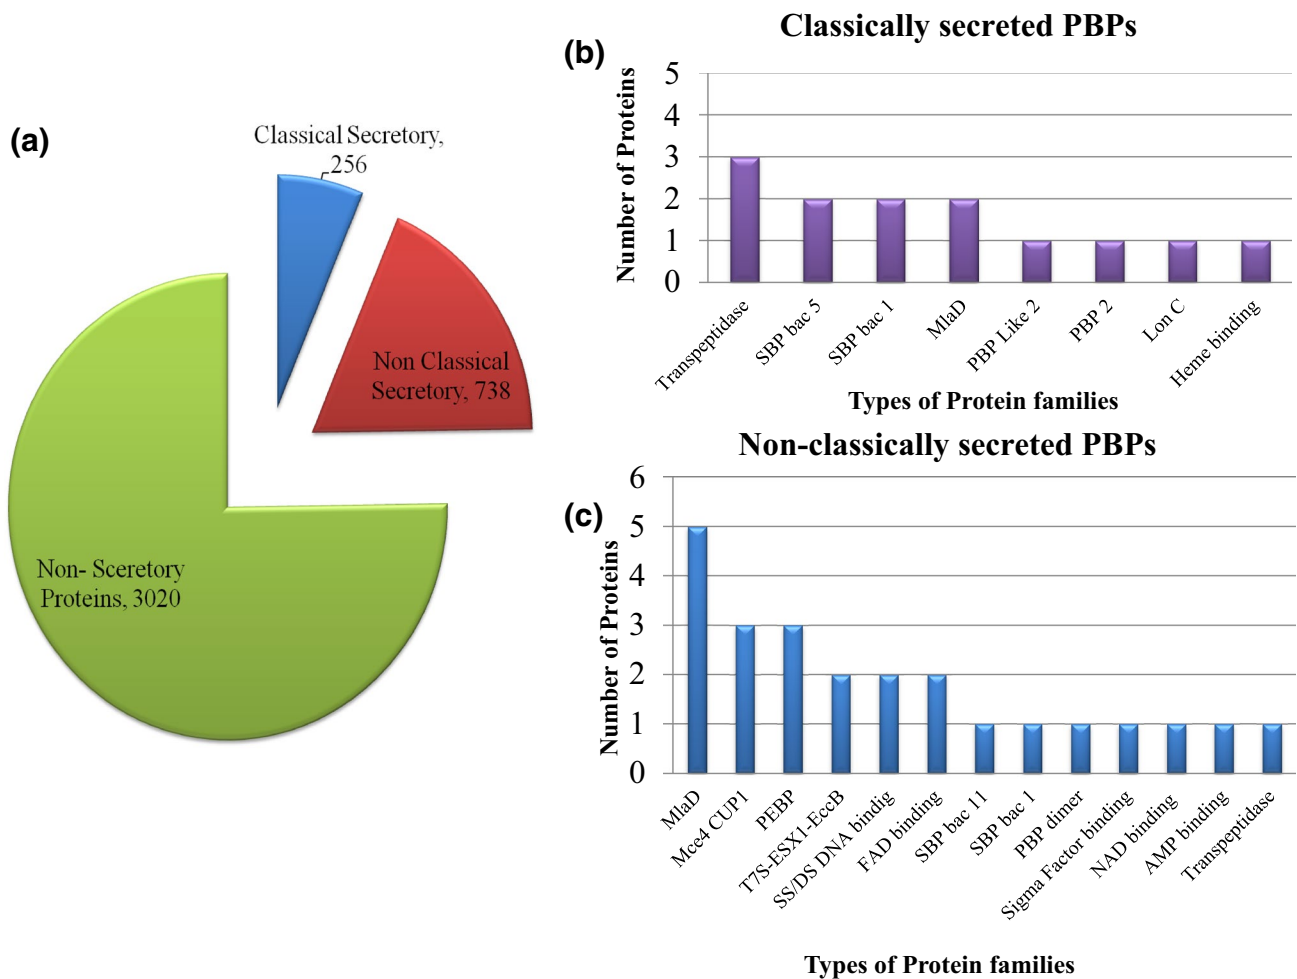 (a)
Classical Secretory,
256
Non Classical
Secretory, 738
Non- Sceretory
Proteins, 3020
(b)
Classically secreted PBPs
Number of Proteins
5
4
3
2
1
0
Transpeptidase
SBP bac 5
SBP bac 1
MlaD
PBP Like 2
PBP 2
Lon C
Heme binding
Types of Protein families
(c)
Non-classically secreted PBPs
Number of Proteins
6
5
4
3
2
1
0
MlaD
Mce4 CUP1
PEBP
T7S-ESX1-EccB
SS/DS DNA bindig
FAD binding
SBP bac 11
SBP bac 1
PBP dimer
Sigma Factor binding
NAD binding
AMP binding
Transpeptidase
Types of Protein families